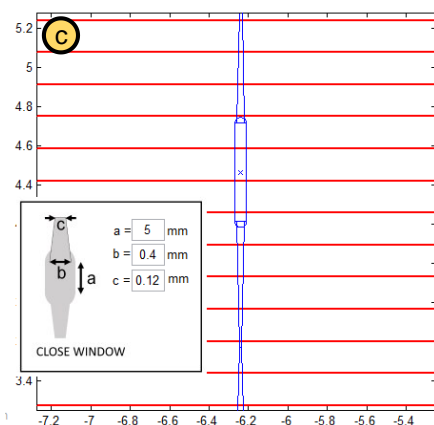 C
5.2
5
4.8
4.6
4.4
3.4
-7.2 -7 -6.8 -6.6 -6.4 -6.2 -6 -5.8 -5.6 -5.4
c
b
a
a = 5 mm
b = 0.4 mm
c = 0.12 mm
CLOSE WINDOW